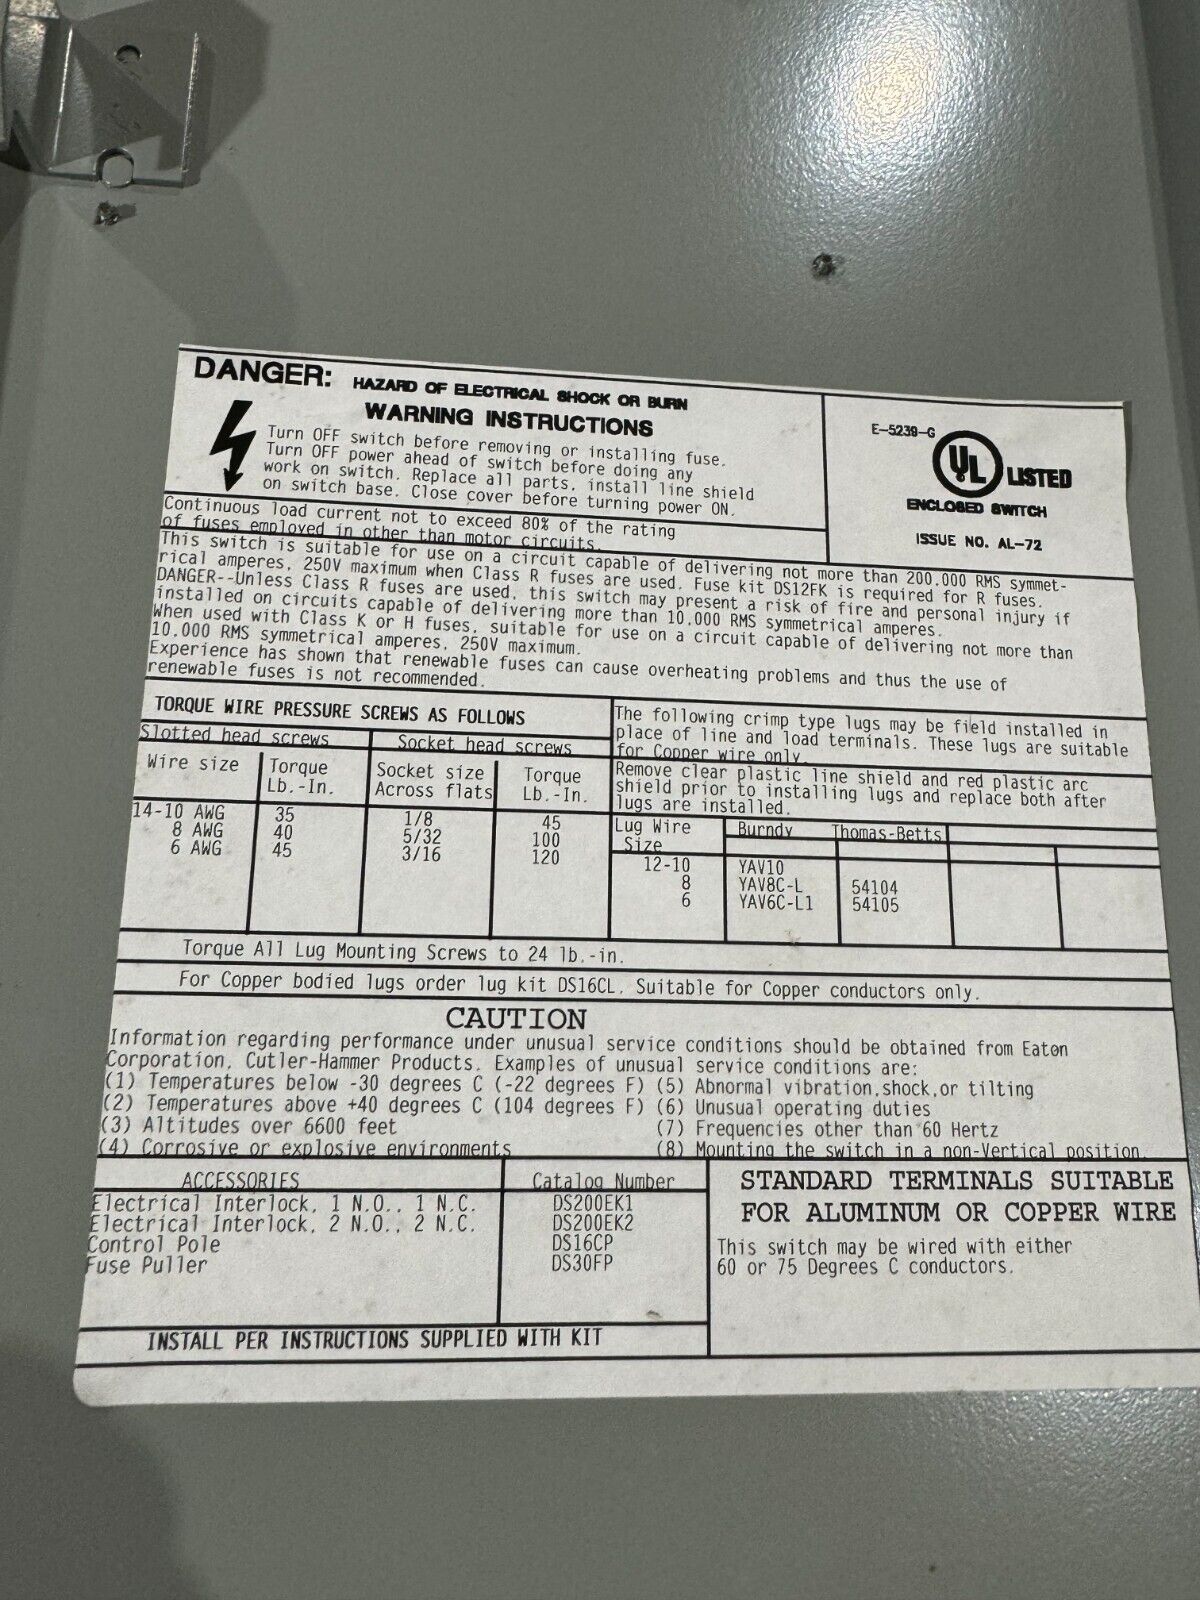 DANGER: HAZARD OF ELECTRICAL SHOCK OR BURN
WARNING INSTRUCTIONS
Turn OFF switch before removing or installing fuse.
Turn OFF power ahead of switch before doing any
work on switch. Replace all parts, install line shield
on switch base. Close cover before turning power ON.
E-5239-G
UL LISTED
ENCLOSED SWITCH
ISSUE NO. AL-72
Continuous load current not to exceed 80% of the rating
of fuses employed in other than motor circuits.
This switch is suitable for use on a circuit capable of delivering not more than 200.000 RMS symmet-
rical amperes, 250V maximum when Class R fuses are used. Fuse kit DS12FK is required for R fuses.
DANGER--Unless Class R fuses are used, this switch may present a risk of fire and personal injury if
installed on circuits capable of delivering more than 10,000 RMS symmetrical amperes.
When used with Class K or H fuses, suitable for use on a circuit capable of delivering not more than
10,000 RMS symmetrical amperes, 250V maximum.
Experience has shown that renewable fuses can cause overheating problems and thus the use of
renewable fuses is not recommended.
TORQUE WIRE PRESSURE SCREWS AS FOLLOWS
Slotted head screws Socket head screws
Wire size Torque Lb.-In. Socket size Across flats Torque Lb.-In.
14-10 AWG 35 1/8 45
8 AWG 40 5/32 100
6 AWG 45 3/16 120
The following crimp type lugs may be field installed in
place of line and load terminals. These lugs are suitable
for Copper wire only.
Remove clear plastic line shield and red plastic arc
shield prior to installing lugs and replace both after
lugs are installed.
Lug Wire Size Burndy Thomas-Betts
12-10 YAV10
8 YAV8C-L 54104
6 YAV6C-L1 54105
Torque All Lug Mounting Screws to 24 lb.-in.
For Copper bodied lugs order lug kit DS16CL. Suitable for Copper conductors only.
CAUTION
Information regarding performance under unusual service conditions should be obtained from Eaton
Corporation, Cutler-Hammer Products. Examples of unusual service conditions are:
(1) Temperatures below -30 degrees C (-22 degrees F) (5) Abnormal vibration,shock,or tilting
(2) Temperatures above +40 degrees C (104 degrees F) (6) Unusual operating duties
(3) Altitudes over 6600 feet (7) Frequencies other than 60 Hertz
(4) Corrosive or explosive environments (8) Mounting the switch in a non-Vertical position.
ACCESSORIES Catalog Number
Electrical Interlock, 1 N.O., 1 N.C. DS200EK1
Electrical Interlock, 2 N.O., 2 N.C. DS200EK2
Control Pole DS16CP
Fuse Puller DS30FP
INSTALL PER INSTRUCTIONS SUPPLIED WITH KIT
STANDARD TERMINALS SUITABLE
FOR ALUMINUM OR COPPER WIRE
This switch may be wired with either
60 or 75 Degrees C conductors.